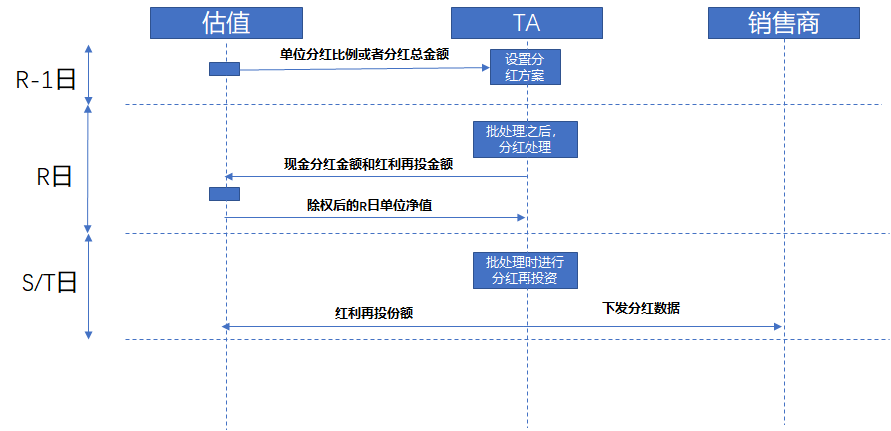 估值
TA
销售商
R-1日
单位分红比例或者分红总金额
设置分
红方案
R日
批处理之后，
分红处理
现金分红金额和红利再投金额
除权后的R日单位净值
S/T日
批处理时进行
分红再投资
红利再投份额
下发分红数据